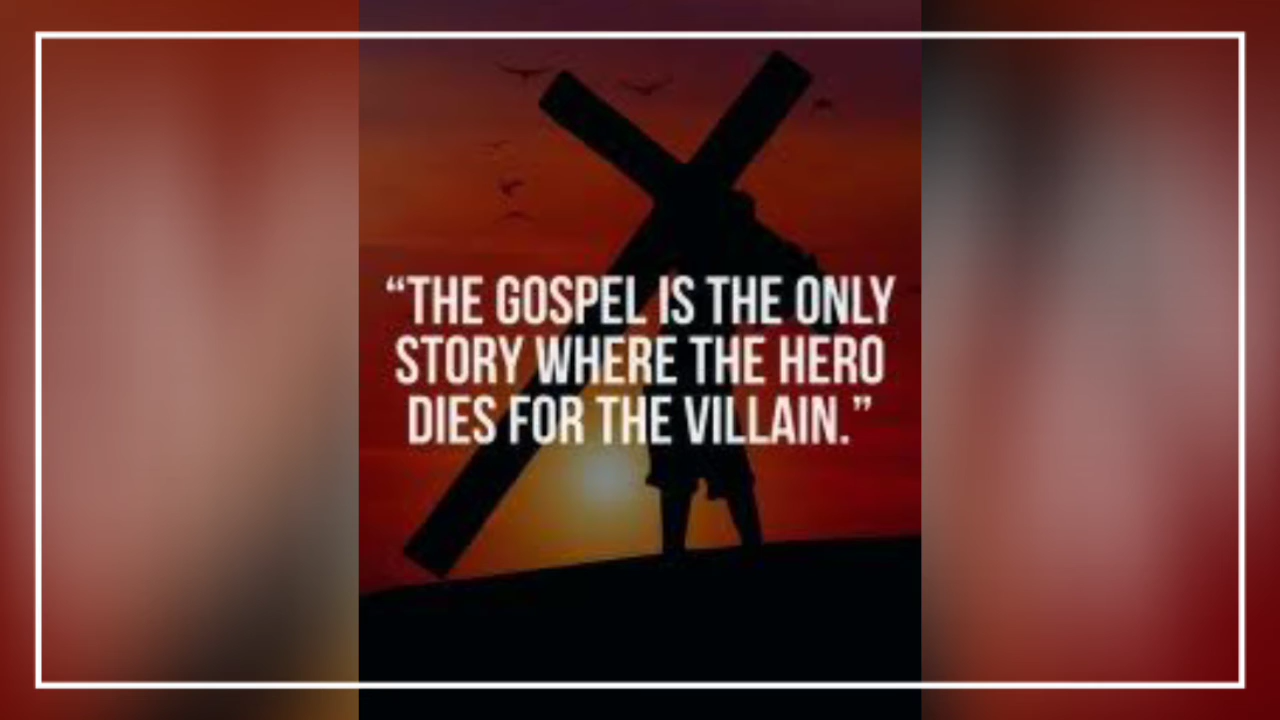 “THE GOSPEL IS THE ONLY
STORY WHERE THE HERO
DIES FOR THE VILLAIN.”